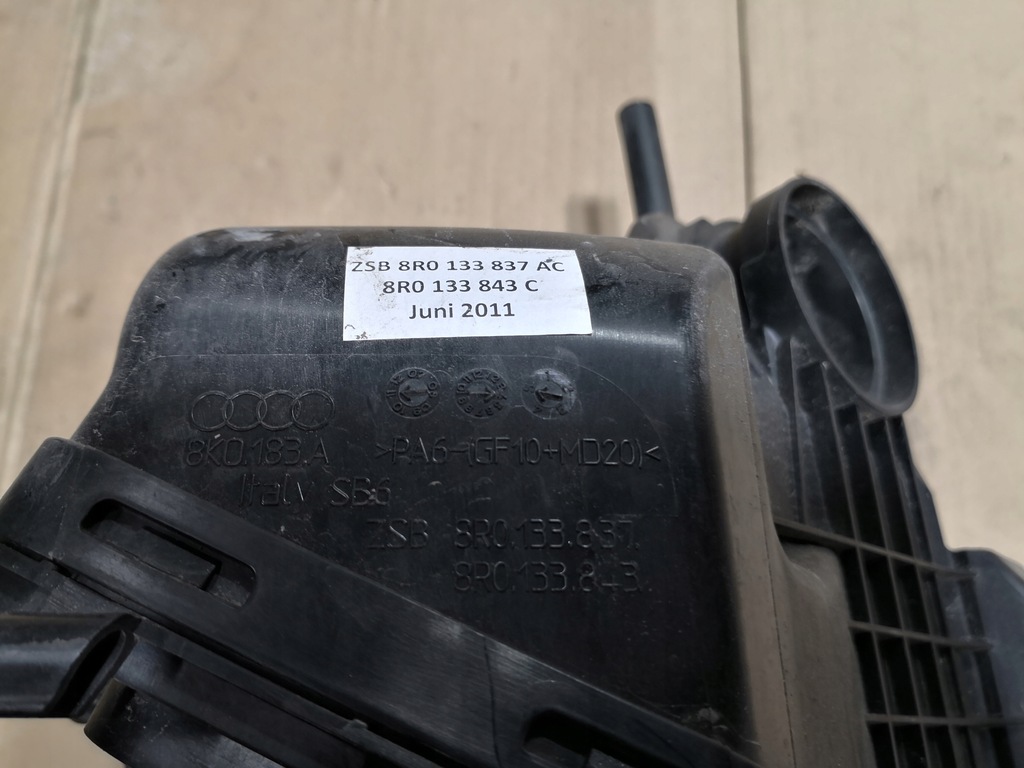 ZSB 8R0 133 837 AC
8R0 133 843 C
Juni 2011
8K0.183.A
>PA6-(GF10+MD20)<
Italy SB6
ZSB 8R0.133.837.
8R0.133.843.